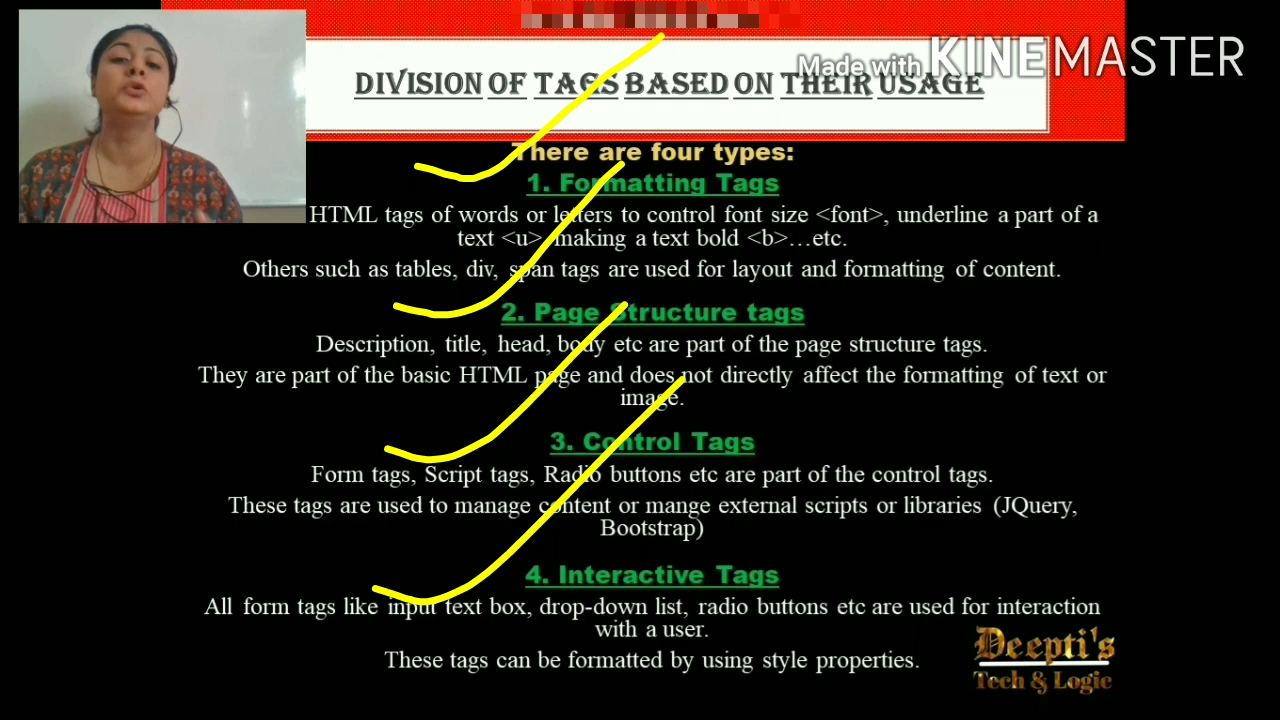 Made with KINEMASTER
DIVISION OF TAGS BASED ON THEIR USAGE
There are four types:
1. Formatting Tags
HTML tags of words or letters to control font size <font>, underline a part of a
text <u>, making a text bold <b>…etc.
Others such as tables, div, span tags are used for layout and formatting of content.
2. Page Structure tags
Description, title, head, body etc are part of the page structure tags.
They are part of the basic HTML page and does not directly affect the formatting of text or
image.
3. Control Tags
Form tags, Script tags, Radio buttons etc are part of the control tags.
These tags are used to manage content or mange external scripts or libraries (JQuery,
Bootstrap)
4. Interactive Tags
All form tags like input text box, drop-down list, radio buttons etc are used for interaction
with a user.
These tags can be formatted by using style properties.
Deepti's
Tech & Logic